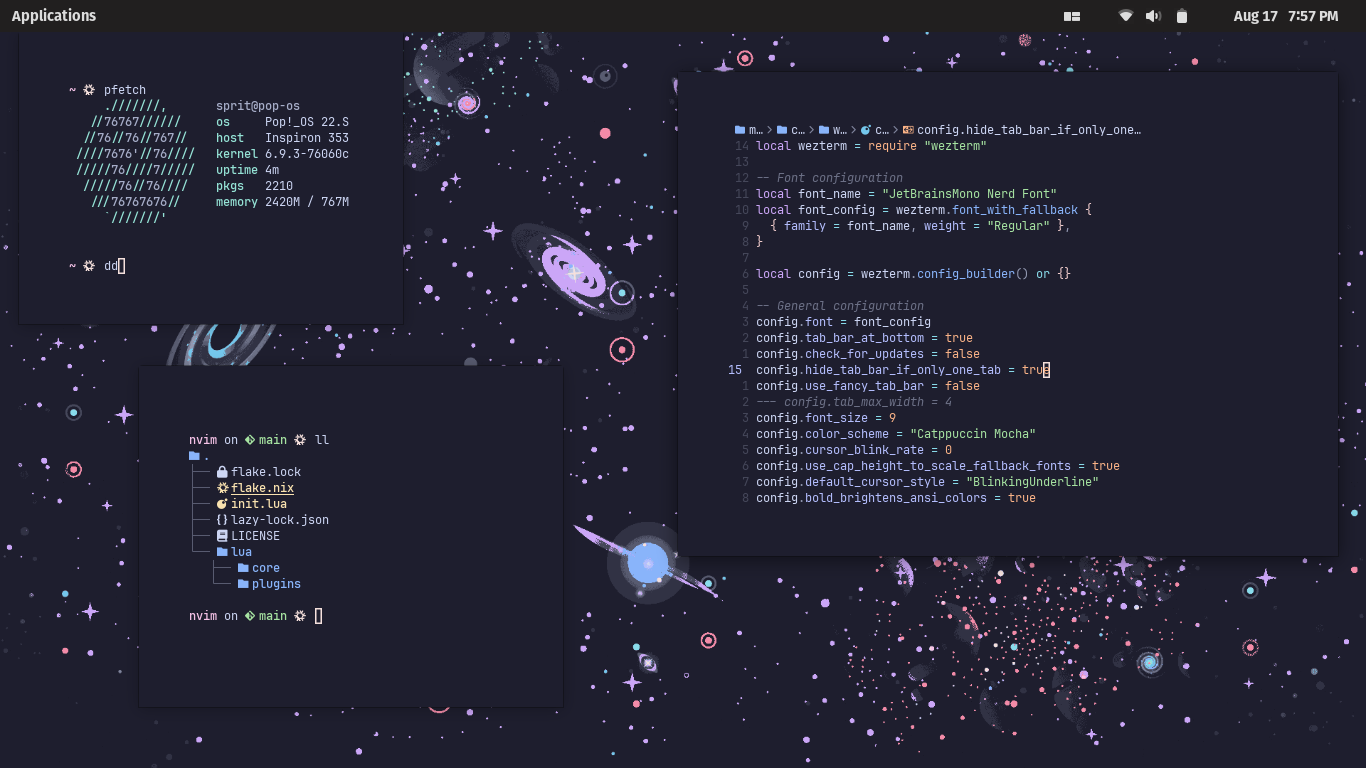 Applications
Aug 17 7:57 PM
~ pfetch
.///////,
//76767//////
//76//76//767//
////7676'//76////
/////76////7/////
/////76//76////
///76767676//
`///////'
sprit@pop-os
os Pop!_OS 22.S
host Inspiron 353
kernel 6.9.3-76060c
uptime 4m
pkgs 2210
memory 2420M / 767M
~ dd
nvim on main ll
.
flake.lock
flake.nix
init.lua
{} lazy-lock.json
LICENSE
lua
core
plugins
nvim on main
m… > c… > w… > c… > config.hide_tab_bar_if_only_one…
14 local wezterm = require "wezterm"
13
12 -- Font configuration
11 local font_name = "JetBrainsMono Nerd Font"
10 local font_config = wezterm.font_with_fallback {
9 { family = font_name, weight = "Regular" },
8 }
7
6 local config = wezterm.config_builder() or {}
5
4 -- General configuration
3 config.font = font_config
2 config.tab_bar_at_bottom = true
1 config.check_for_updates = false
15 config.hide_tab_bar_if_only_one_tab = true
1 config.use_fancy_tab_bar = false
2 --- config.tab_max_width = 4
3 config.font_size = 9
4 config.color_scheme = "Catppuccin Mocha"
5 config.cursor_blink_rate = 0
6 config.use_cap_height_to_scale_fallback_fonts = true
7 config.default_cursor_style = "BlinkingUnderline"
8 config.bold_brightens_ansi_colors = true